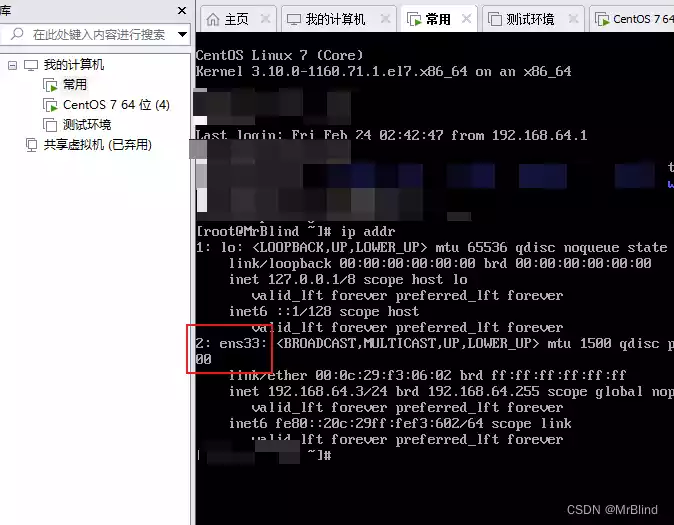 库
主页
我的计算机
常用
测试环境
CentOS 7 64
在此处键入内容进行搜索
我的计算机
常用
CentOS 7 64 位 (4)
测试环境
共享虚拟机 (已弃用)
CentOS Linux 7 (Core)
Kernel 3.10.0-1160.71.1.el7.x86_64 on an x86_64
Last login: Fri Feb 24 02:42:47 from 192.168.64.1
[root@MrBlind ~]# ip addr
1: lo: <LOOPBACK,UP,LOWER_UP> mtu 65536 qdisc noqueue state
link/loopback 00:00:00:00:00:00 brd 00:00:00:00:00:00
inet 127.0.0.1/8 scope host lo
valid_lft forever preferred_lft forever
inet6 ::1/128 scope host
valid_lft forever preferred_lft forever
2: ens33: <BROADCAST,MULTICAST,UP,LOWER_UP> mtu 1500 qdisc p
00
link/ether 00:0c:29:f3:06:02 brd ff:ff:ff:ff:ff:ff
inet 192.168.64.3/24 brd 192.168.64.255 scope global nop
valid_lft forever preferred_lft forever
inet6 fe80::20c:29ff:fef3:602/64 scope link
valid_lft forever preferred_lft forever
~]#
CSDN @MrBlind